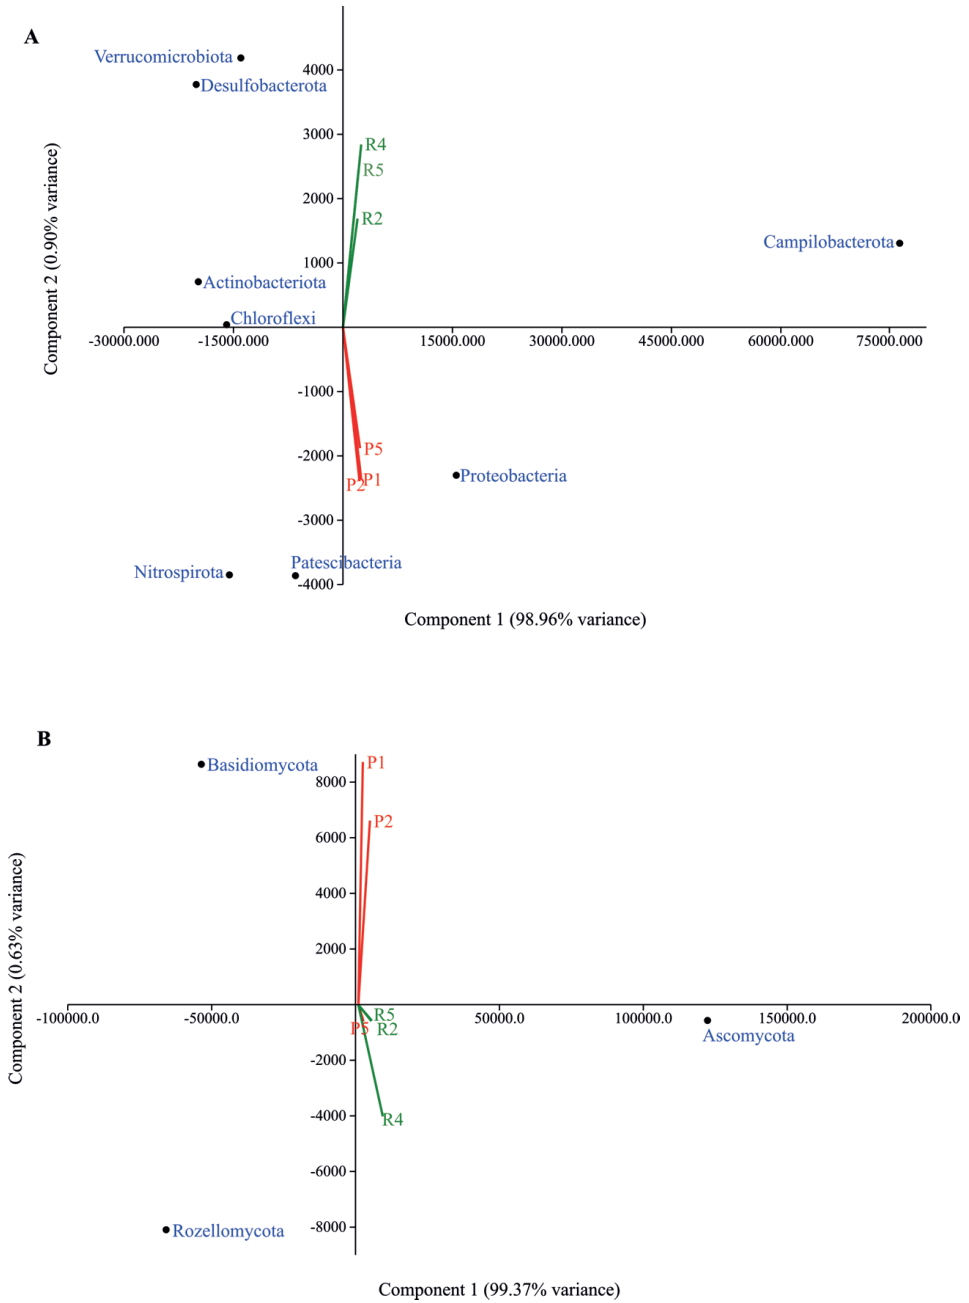 A
Verrucomicrobiota
Desulfobacterota
4000
3000
R4
R5
2000
R2
Campilobacterota
1000
Actinobacteriota
Chloroflexi
-30000.000 -15000.000 15000.000 30000.000 45000.000 60000.000 75000.000
-1000
P5
-2000
P2 P1
Proteobacteria
-3000
Patescibacteria
Nitrospirota
-4000
Component 2 (0.90% variance)
Component 1 (98.96% variance)
B
P1
Basidiomycota
8000
P2
6000
4000
2000
-100000.0 -50000.0 50000.0 100000.0 150000.0 200000.0
R5
P5 R2
Ascomycota
-2000
-4000
R4
-6000
-8000
Rozellomycota
Component 2 (0.63% variance)
Component 1 (99.37% variance)